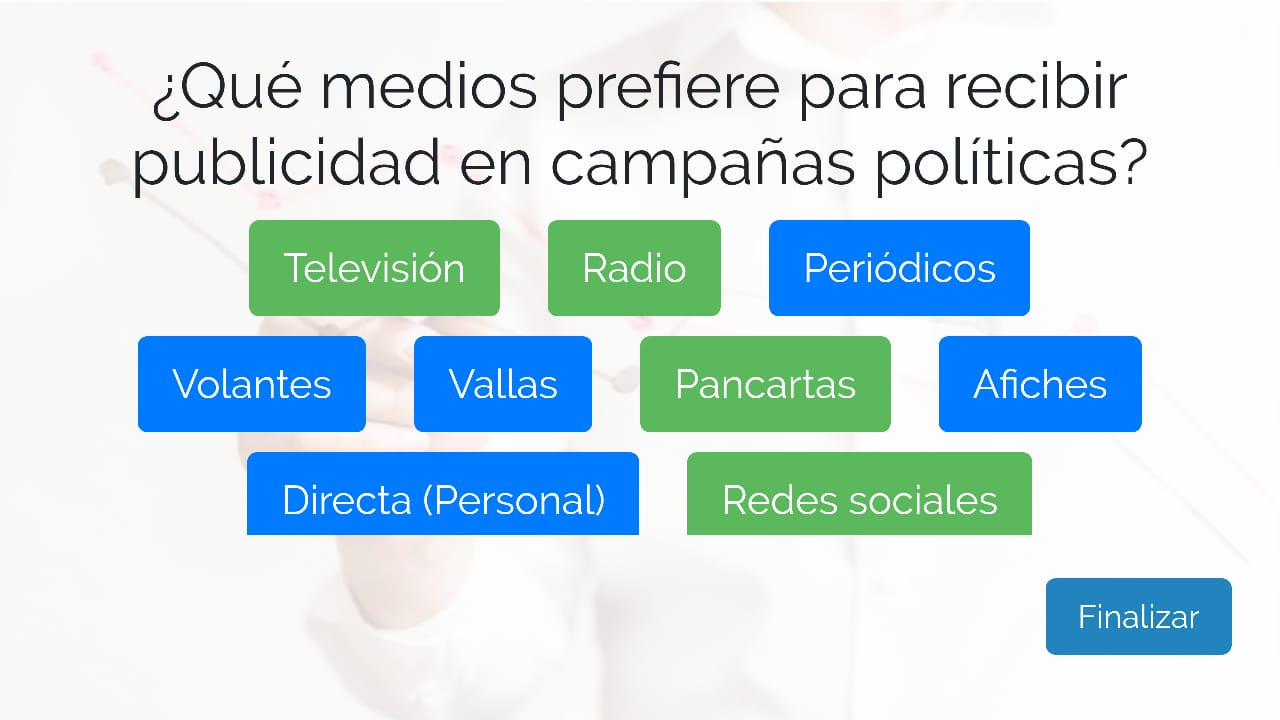 ¿Qué medios prefiere para recibir
publicidad en campañas políticas?
Televisión Radio Periódicos
Volantes Vallas Pancartas Afiches
Directa (Personal) Redes sociales
Finalizar